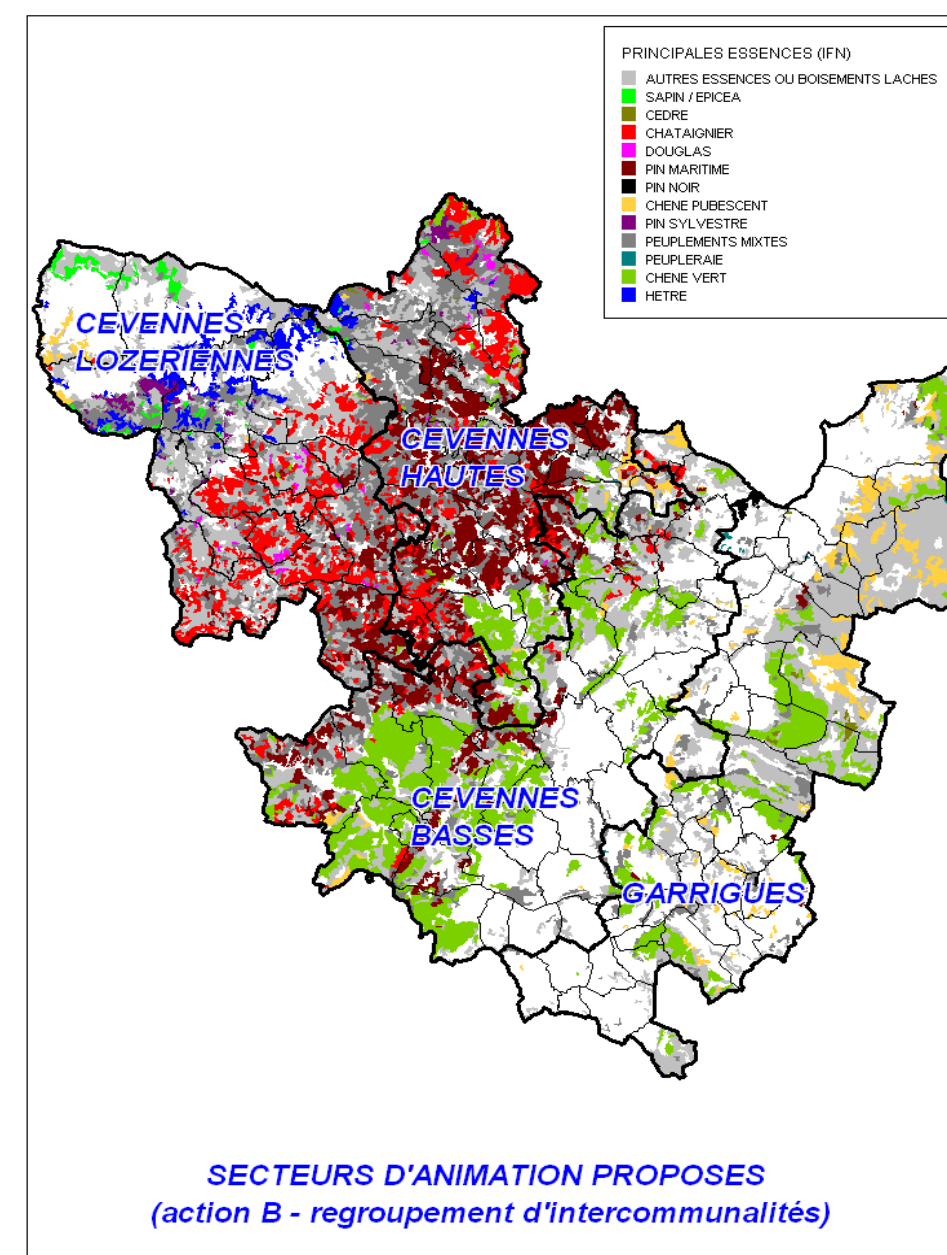 PRINCIPALES ESSENCES (IFN)
AUTRES ESSENCES OU BOISEMENTS LACHES
SAPIN / EPICEA
CEDRE
CHATAIGNIER
DOUGLAS
PIN MARITIME
PIN NOIR
CHENE PUBESCENT
PIN SYLVESTRE
PEUPLEMENTS MIXTES
PEUPLERAIE
CHENE VERT
HETRE
CEVENNES
LOZERIENNES
CEVENNES
HAUTES
CEVENNES
BASSES
GARRIGUES
SECTEURS D'ANIMATION PROPOSES
(action B - regroupement d'intercommunalités)